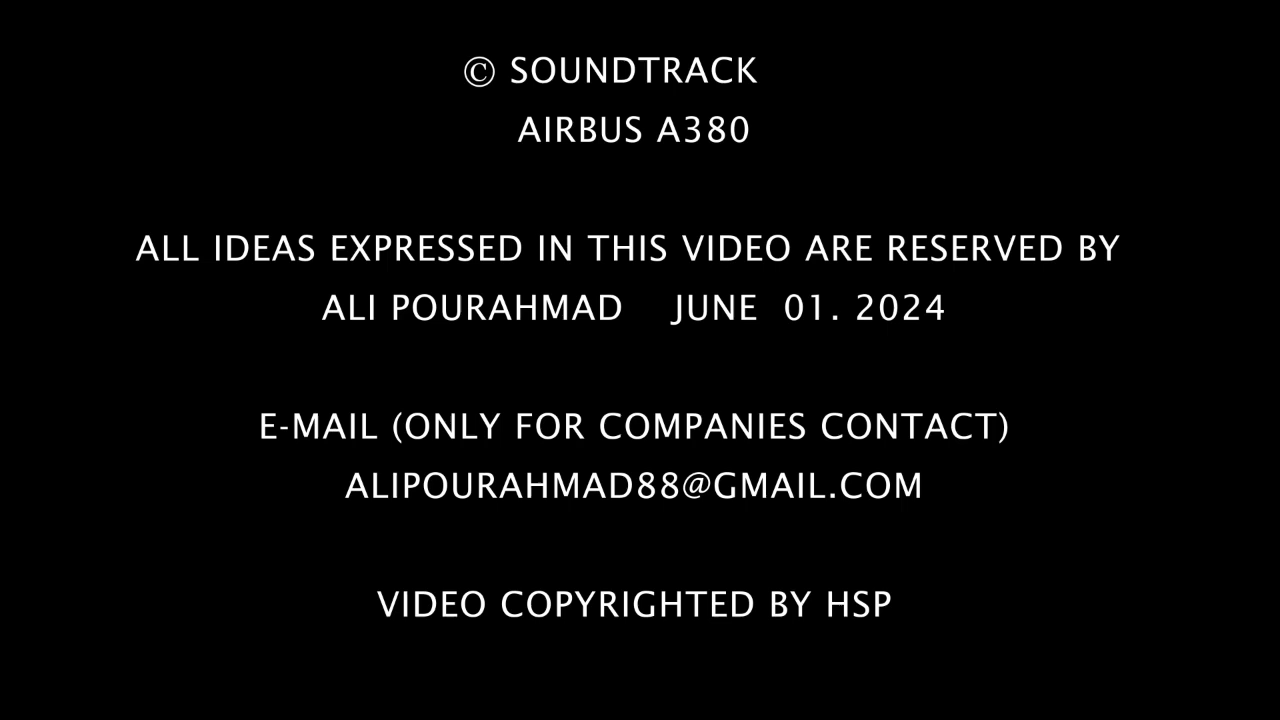 © SOUNDTRACK
AIRBUS A380
ALL IDEAS EXPRESSED IN THIS VIDEO ARE RESERVED BY
ALI POURAHMAD JUNE 01. 2024
E-MAIL (ONLY FOR COMPANIES CONTACT)
ALIPOURAHMAD88@GMAIL.COM
VIDEO COPYRIGHTED BY HSP